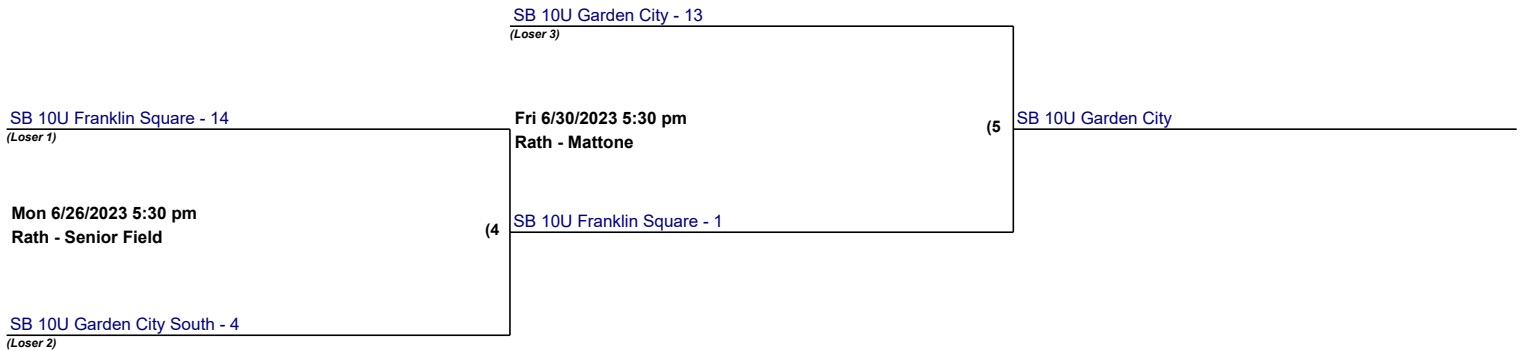 SB 10U Garden City - 13
(Loser 3)
SB 10U Franklin Square - 14
(Loser 1)
Fri 6/30/2023 5:30 pm
Rath - Mattone
(5
SB 10U Garden City
Mon 6/26/2023 5:30 pm
Rath - Senior Field
(4
SB 10U Franklin Square - 1
SB 10U Garden City South - 4
(Loser 2)